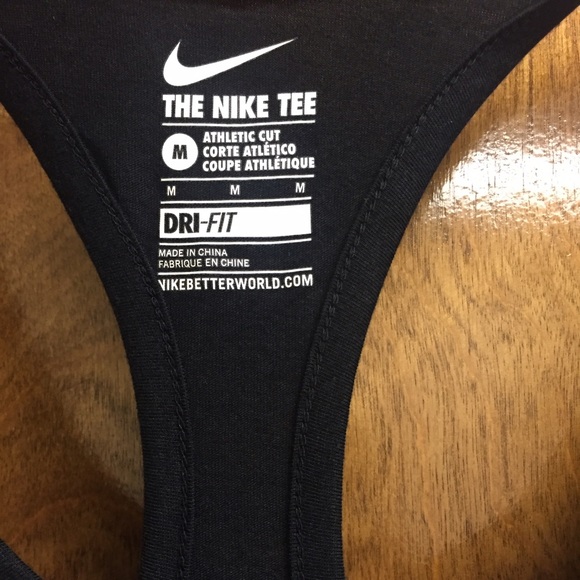 THE NIKE TEE
M
ATHLETIC CUT
CORTE ATLÉTICO
COUPE ATHLÉTIQUE
M M M
DRI-FIT
MADE IN CHINA
FABRIQUE EN CHINE
NIKEBETTERWORLD.COM